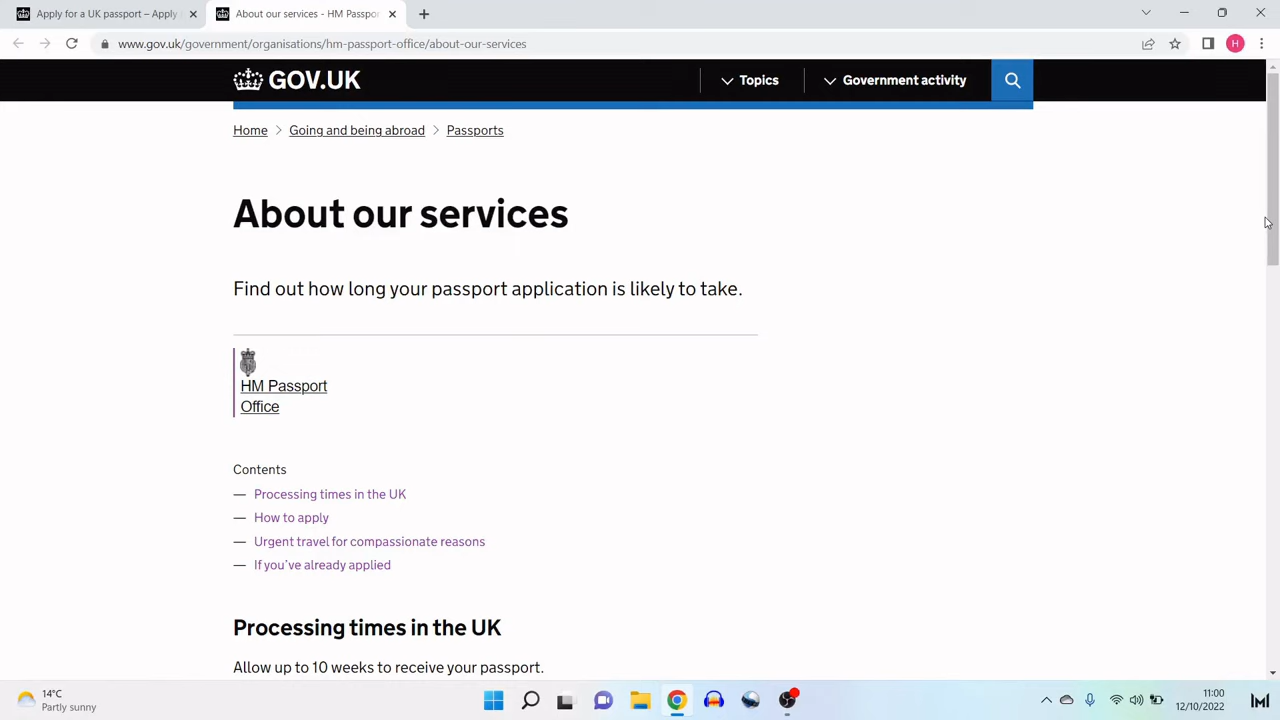 Apply for a UK passport – Apply
About our services - HM Passpo
www.gov.uk/government/organisations/hm-passport-office/about-our-services
H
GOV.UK
Topics
Government activity
Home
Going and being abroad
Passports
About our services
Find out how long your passport application is likely to take.
HM Passport
Office
Contents
— Processing times in the UK
— How to apply
— Urgent travel for compassionate reasons
— If you've already applied
Processing times in the UK
Allow up to 10 weeks to receive your passport.
14°C
Partly sunny
11:00
12/10/2022